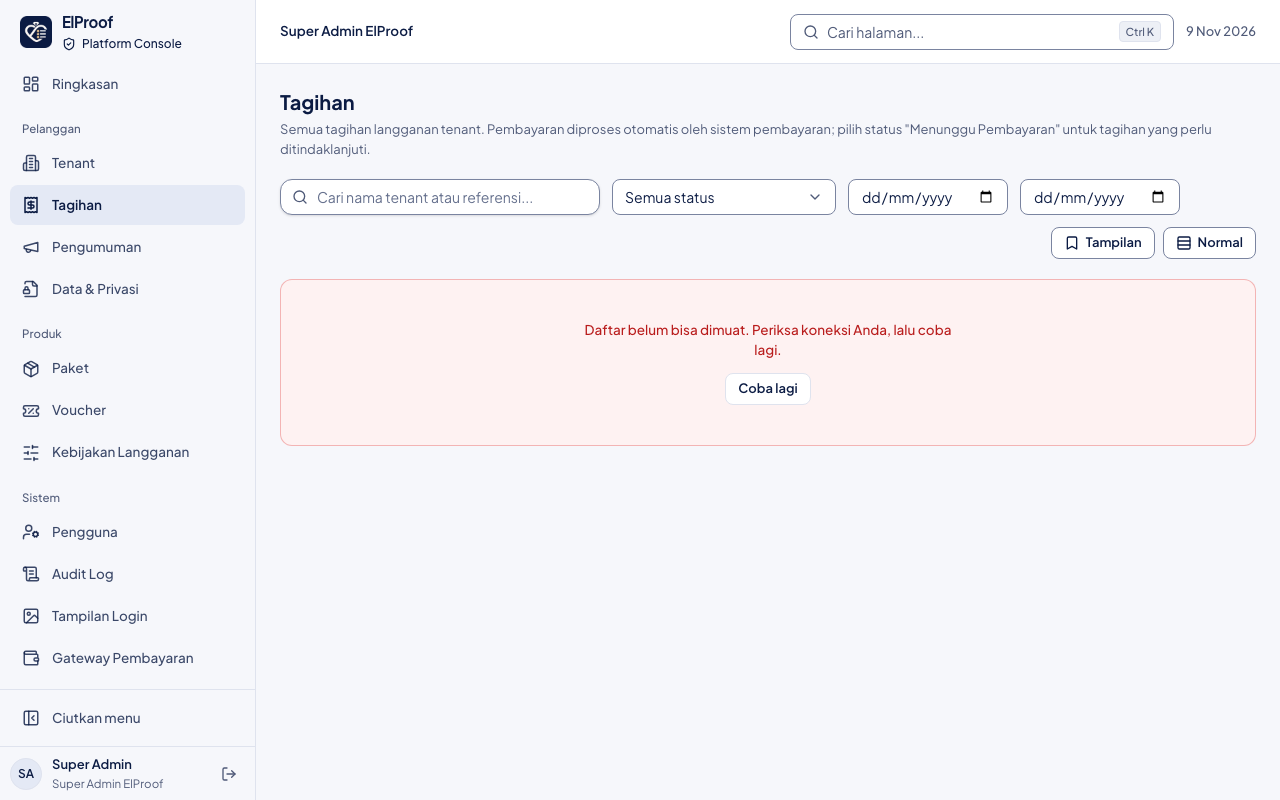 ElProof
Platform Console
Super Admin ElProof
Cari halaman...
Ctrl K
9 Nov 2026
Ringkasan
Pelanggan
Tenant
Tagihan
Pengumuman
Data & Privasi
Produk
Paket
Voucher
Kebijakan Langganan
Sistem
Pengguna
Audit Log
Tampilan Login
Gateway Pembayaran
Ciutkan menu
SA
Super Admin
Super Admin ElProof
Tagihan
Semua tagihan langganan tenant. Pembayaran diproses otomatis oleh sistem pembayaran; pilih status "Menunggu Pembayaran" untuk tagihan yang perlu
ditindaklanjuti.
Cari nama tenant atau referensi...
Semua status
dd/mm/yyyy
dd/mm/yyyy
Tampilan
Normal
Daftar belum bisa dimuat. Periksa koneksi Anda, lalu coba
lagi.
Coba lagi